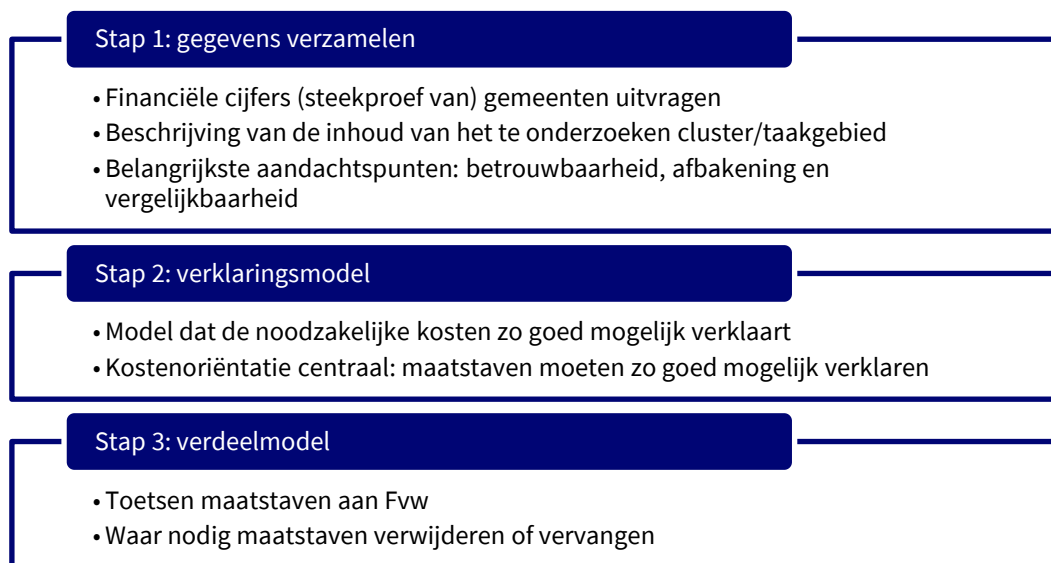 Stap 1: gegevens verzamelen
• Financiële cijfers (steekproef van) gemeenten uitvragen
• Beschrijving van de inhoud van het te onderzoeken cluster/taakgebied
• Belangrijkste aandachtspunten: betrouwbaarheid, afbakening en
vergelijkbaarheid
Stap 2: verklaringsmodel
• Model dat de noodzakelijke kosten zo goed mogelijk verklaart
• Kostenoriëntatie centraal: maatstaven moeten zo goed mogelijk verklaren
Stap 3: verdeelmodel
• Toetsen maatstaven aan Fvw
• Waar nodig maatstaven verwijderen of vervangen